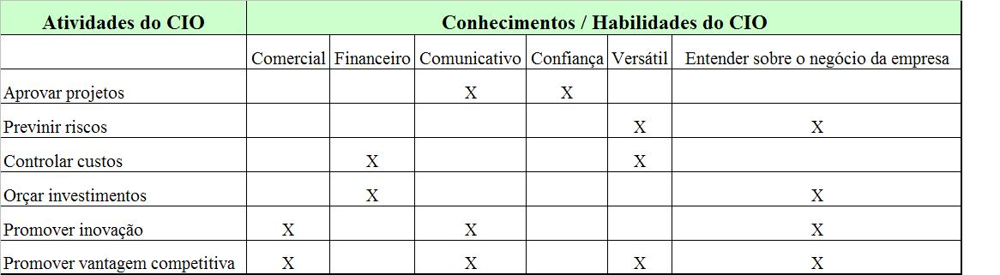 Atividades do CIO Conhecimentos / Habilidades do CIO
Comercial Financeiro Comunicativo Confiança Versátil Entender sobre o negócio da empresa
Aprovar projetos X X
Previnir riscos X X
Controlar custos X X
Orçar investimentos X X
Promover inovação X X X
Promover vantagem competitiva X X X X